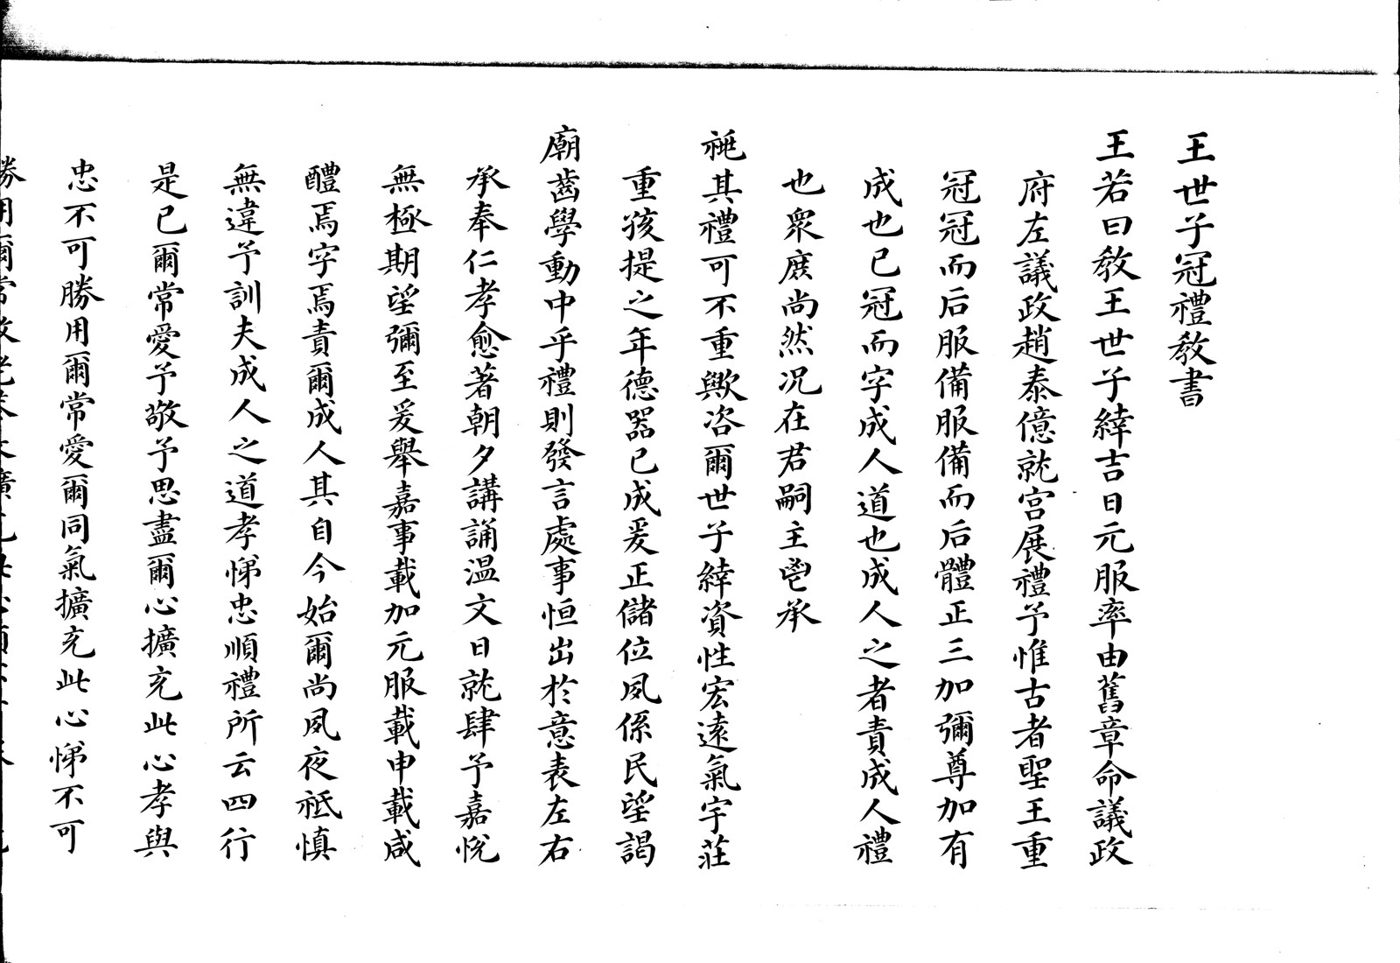 王世子冠禮教書
王若曰教王世子緈吉日元服率由舊章命議政
府左議政趙泰億就宮展禮予惟古者聖王重
冠冠而后服備服備而后體正三加彌尊加有
成也已冠而字成人道也成人之者責成人禮
也衆庶尚然况在君嗣主鬯承
祧其禮可不重歟咨爾世子緈資性宏遠氣宇莊
重孩提之年德器已成爰正儲位夙係民望謁
廟齒學動中乎禮則發言處事恒出於意表左右
承奉仁孝愈著朝夕講誦温文日就肆予嘉悅
無極期望彌至爰舉嘉事載加元服載申載咸
醴焉字焉責爾成人其自今始爾尚夙夜祗慎
無違予訓夫成人之道孝悌忠順禮所云四行
是已爾常愛予敬予思盡爾心擴充此心孝與
忠不可勝用爾常愛爾同氣擴充此心悌不可
勝用爾常敬